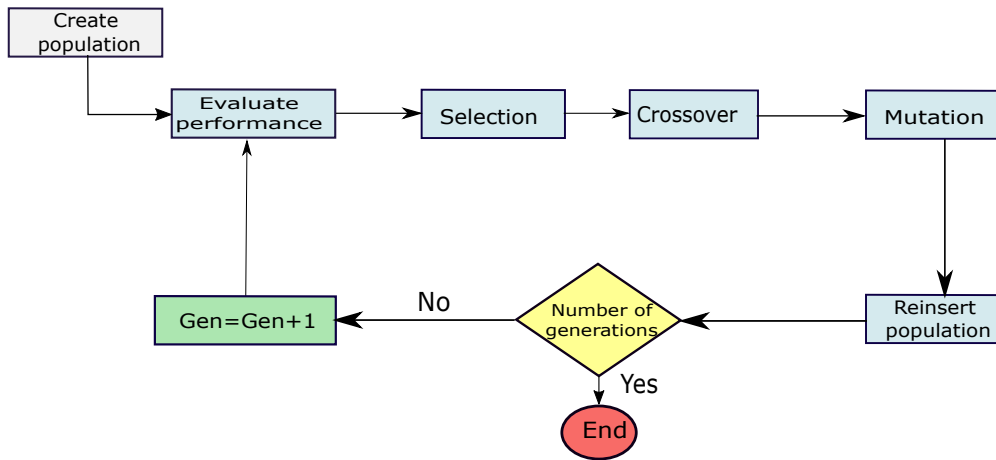 Create
population
Evaluate
performance
Selection
Crossover
Mutation
Reinsert
population
Number of
generations
No
Gen=Gen+1
Yes
End